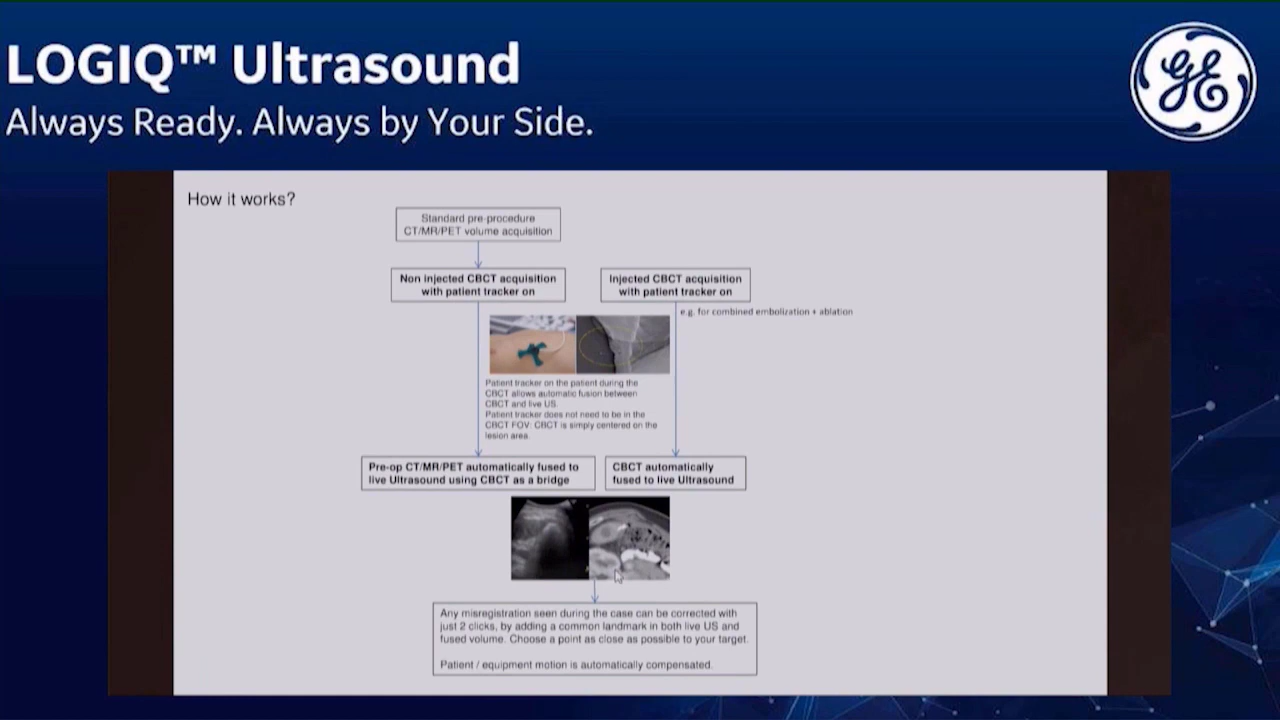 LOGIQ™ Ultrasound
Always Ready. Always by Your Side.
GE
How it works?
Standard pre-procedure
CT/MR/PET volume acquisition
Non injected CBCT acquisition
with patient tracker on
Injected CBCT acquisition
with patient tracker on
e.g. for combined embolization + ablation
Patient tracker on the patient during the
CBCT allows automatic fusion between
CBCT and live US.
Patient tracker does not need to be in the
CBCT FOV: CBCT is simply centered on the
lesion area.
Pre-op CT/MR/PET automatically fused to
live Ultrasound using CBCT as a bridge
CBCT automatically
fused to live Ultrasound
Any misregistration seen during the case can be corrected with
just 2 clicks, by adding a common landmark in both live US and
fused volume. Choose a point as close as possible to your target.
Patient / equipment motion is automatically compensated.